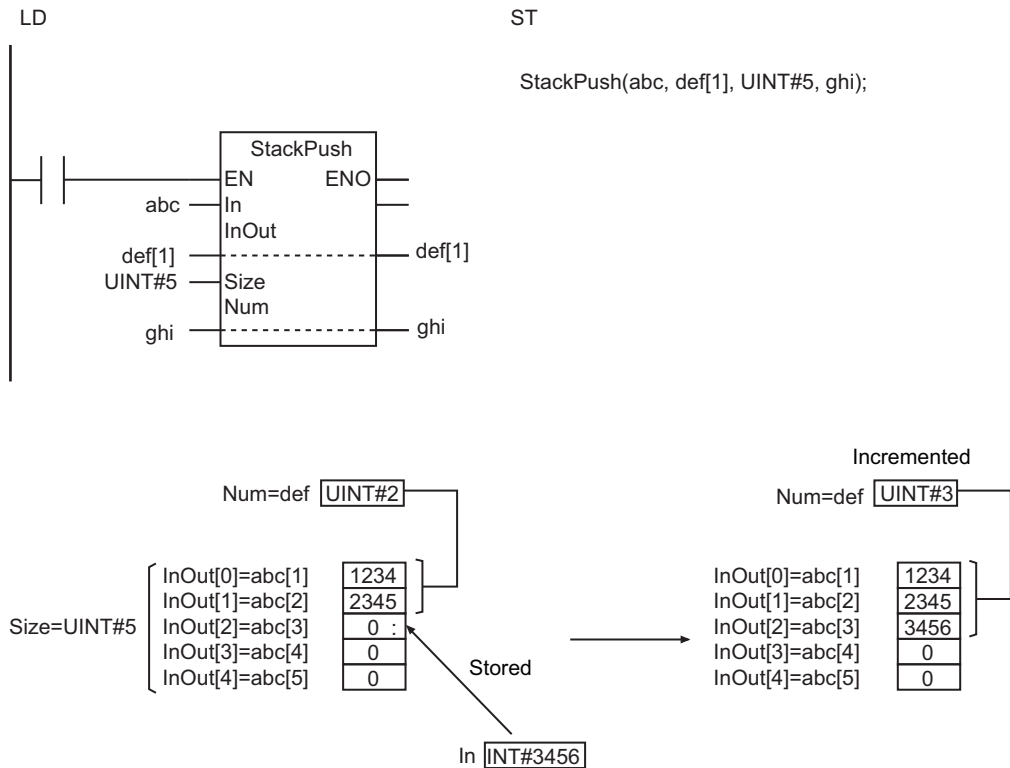 LD
ST
StackPush(abc, def[1], UINT#5, ghi);
StackPush
EN ENO
abc In
InOut
def[1] def[1]
UINT#5 Size
Num
ghi ghi
Incremented
Num=def UINT#2
Num=def UINT#3
Size=UINT#5
InOut[0]=abc[1] 1234
InOut[1]=abc[2] 2345
InOut[2]=abc[3] 0 :
InOut[3]=abc[4] 0
InOut[4]=abc[5] 0
InOut[0]=abc[1] 1234
InOut[1]=abc[2] 2345
InOut[2]=abc[3] 3456
InOut[3]=abc[4] 0
InOut[4]=abc[5] 0
Stored
In INT#3456